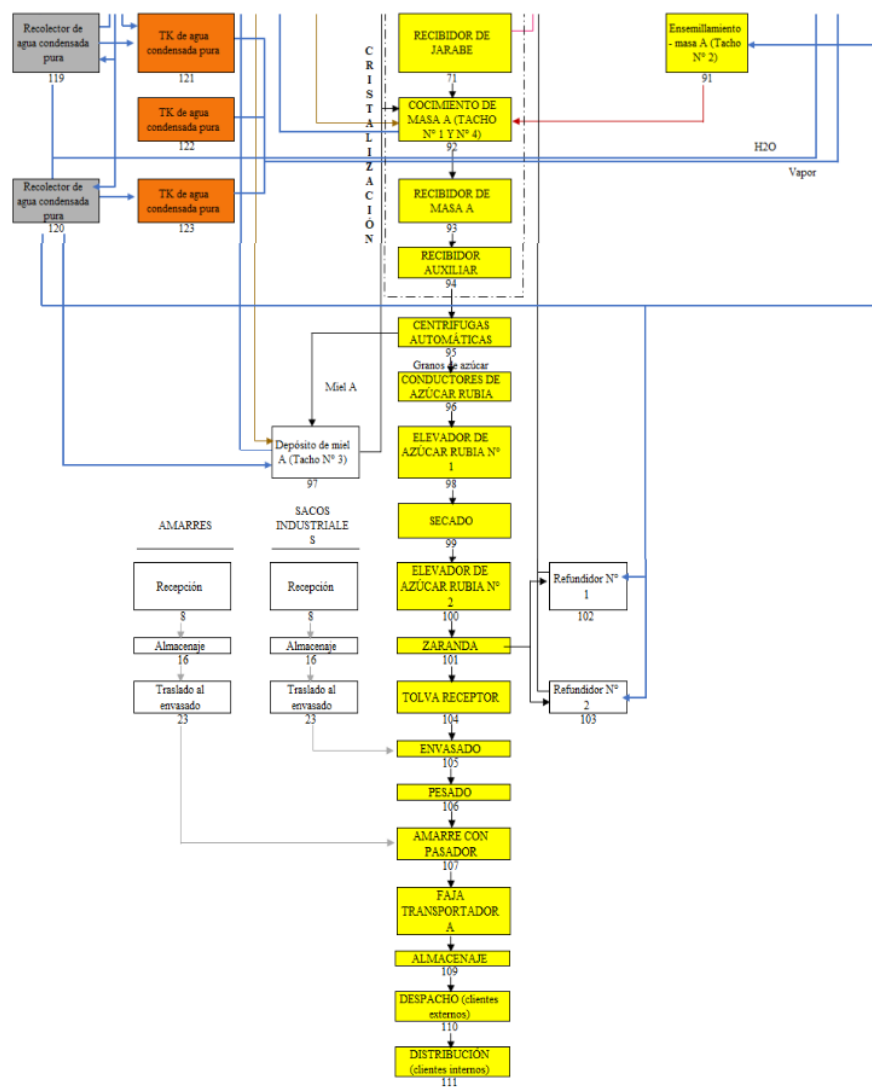 Recolector de
agua condensada
pura
119
TK de agua
condensada pura
121
C
R
I
S
T
A
L
I
Z
A
C
I
Ó
N
RECIBIDOR DE
JARABE
71
Ensemillamiento
- masa A (Tacho
N° 2)
91
TK de agua
condensada pura
122
COCIMIENTO DE
MASA A (TACHO
N° 1 Y N° 4)
92
H2O
Vapor
Recolector de
agua condensada
pura
120
TK de agua
condensada pura
123
RECIBIDOR DE
MASA A
93
RECIBIDOR
AUXILIAR
94
CENTRIFUGAS
AUTOMÁTICAS
95
Granos de azúcar
Miel A
CONDUCTORES DE
AZÚCAR RUBIA
96
Depósito de miel
A (Tacho N° 3)
97
ELEVADOR DE
AZÚCAR RUBIA N°
1
98
SECADO
99
AMARRES
SACOS
INDUSTRIALE
S
Recepción
8
Recepción
8
ELEVADOR DE
AZÚCAR RUBIA N°
2
100
Refundidor N°
1
102
Almacenaje
16
Almacenaje
16
ZARANDA
101
Traslado al
envasado
23
Traslado al
envasado
23
TOLVA RECEPTOR
104
Refundidor N°
2
103
ENVASADO
105
PESADO
106
AMARRE CON
PASADOR
107
FAJA
TRANSPORTADOR
A
ALMACENAJE
109
DESPACHO (clientes
externos)
110
DISTRIBUCIÓN
(clientes internos)
111